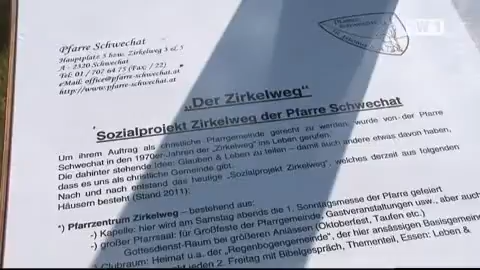 Pfarre Schwechat
Hauptplatz 5 bzw. Zirkelweg 3
A - 2320 Schwechat
Tel: 01 / 707 64 75 (Fax: / 22)
eMail: office@pfarre-schwechat.at
http://www.pfarre-schwechat.at
W1
„Der Zirkelweg“
Sozialprojekt Zirkelweg der Pfarre Schwechat
Um ihrem Auftrag als christliche Pfarrgemeinde gerecht zu werden, wurde von der Pfarre
Schwechat in den 1970er-Jahren der "Zirkelweg" ins Leben gerufen.
Die dahinter stehende Idee: Glauben & Leben zu teilen – damit auch andere etwas davon haben,
dass es uns als christliche Gemeinde gibt.
Nach und nach entstand das heutige „Sozialprojekt Zirkelweg", welches derzeit aus folgenden
Häusern besteht (Stand 2011):
*) Pfarrzentrum Zirkelweg – bestehend aus:
-) Kapelle: hier wird am Samstag abends die 1. Sonntagsmesse der Pfarre gefeiert
-) großer Pfarrsaal: für Großfeste der Pfarrgemeinde, Gastveranstaltungen usw., aber auch
Gottesdienst-Raum bei größeren Anlässen (Oktoberfest, Taufen etc.)
Clubraum: Heimat u.a. der „Regenbogengemeinde", der hier ansässigen Basisgemeinde
jeden 2. Freitag mit Bibelgespräch, Thementeil, Essen: Leben &